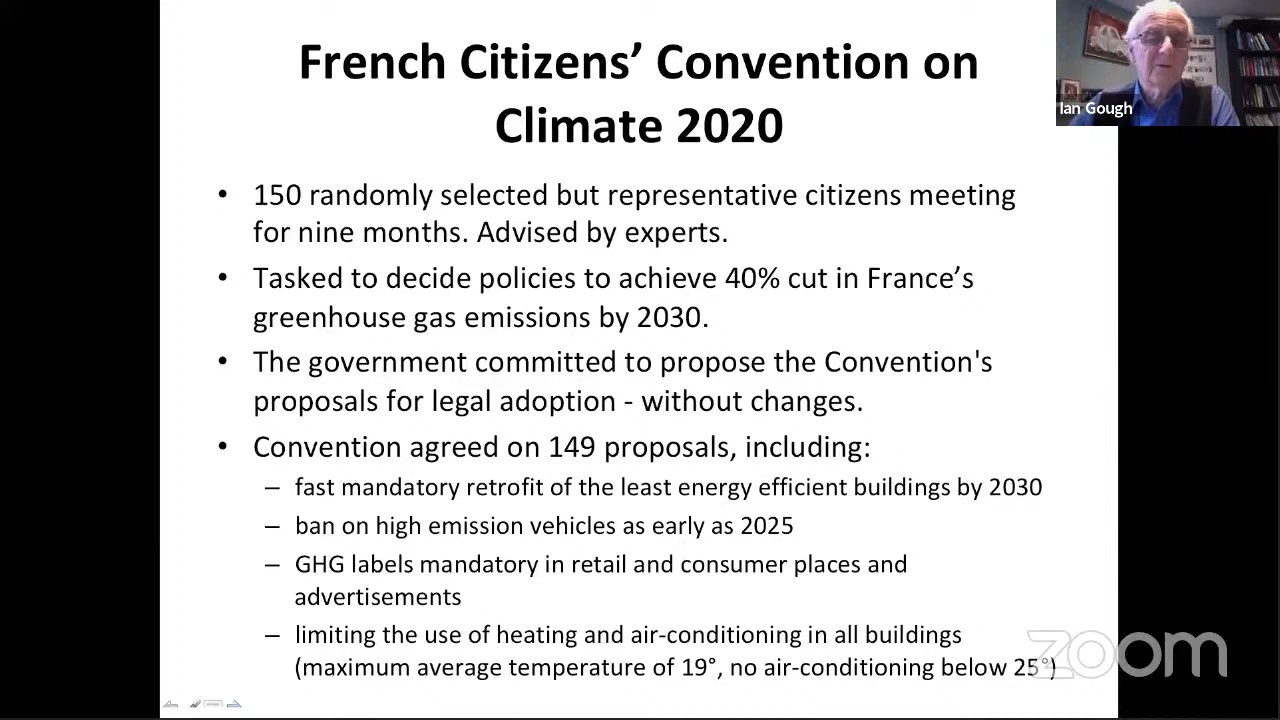 French Citizens’ Convention on
Climate 2020
Ian Gough
• 150 randomly selected but representative citizens meeting
for nine months. Advised by experts.
• Tasked to decide policies to achieve 40% cut in France’s
greenhouse gas emissions by 2030.
• The government committed to propose the Convention's
proposals for legal adoption - without changes.
• Convention agreed on 149 proposals, including:
– fast mandatory retrofit of the least energy efficient buildings by 2030
– ban on high emission vehicles as early as 2025
– GHG labels mandatory in retail and consumer places and
advertisements
– limiting the use of heating and air-conditioning in all buildings
(maximum average temperature of 19°, no air-conditioning below 25°)
zoom